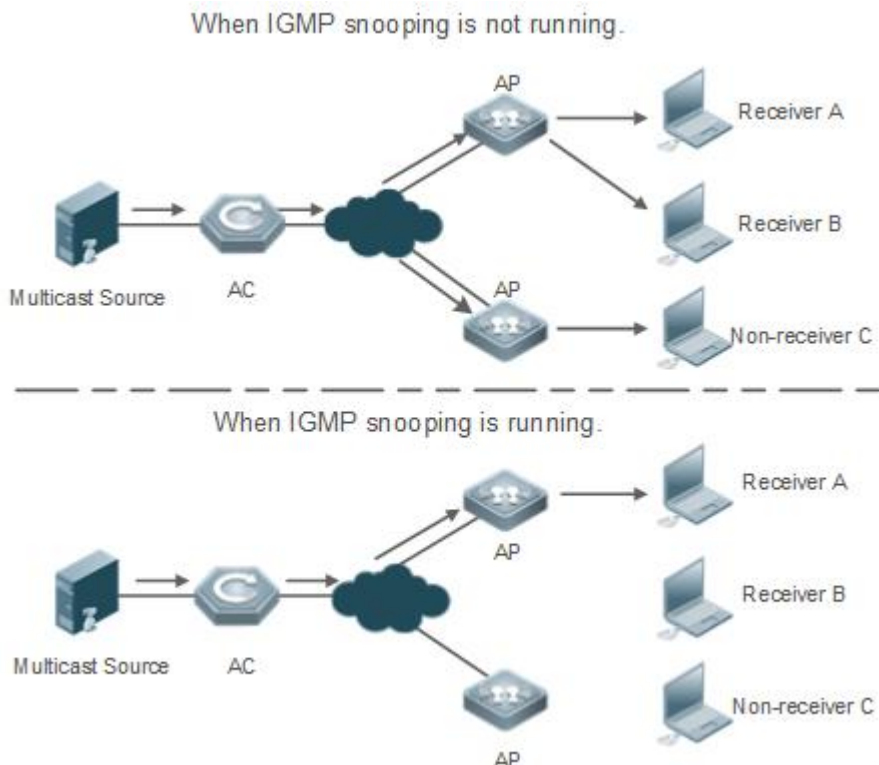 When IGMP snooping is not running.
AP
Receiver A
Receiver B
Multicast Source
AC
AP
Non-receiver C
When IGMP snooping is running.
Receiver A
AP
Receiver B
Multicast Source
AC
Non-receiver C
AP